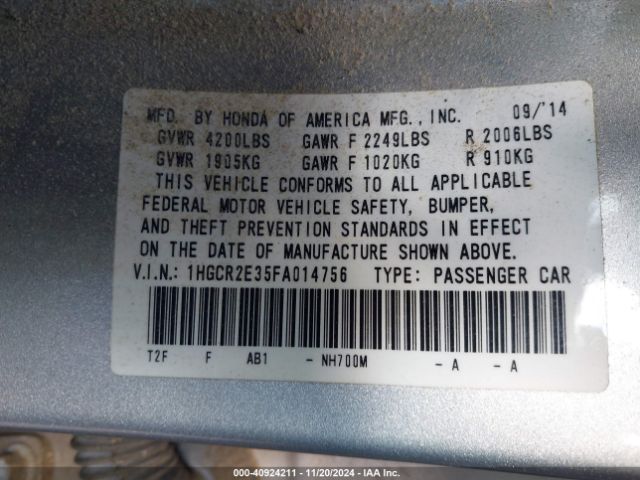 MFD. BY HONDA OF AMERICA MFG., INC. 09/'14
GVWR 4200LBS GAWR F 2249LBS R 2006LBS
GVWR 1905KG GAWR F 1020KG R 910KG
THIS VEHICLE CONFORMS TO ALL APPLICABLE
FEDERAL MOTOR VEHICLE SAFETY, BUMPER,
AND THEFT PREVENTION STANDARDS IN EFFECT
ON THE DATE OF MANUFACTURE SHOWN ABOVE.
V.I.N.: 1HGCR2E35FA014756 TYPE: PASSENGER CAR
T2F F AB1 - NH700M - A - A
000-40924211 - 11/20/2024 - IAA Inc.